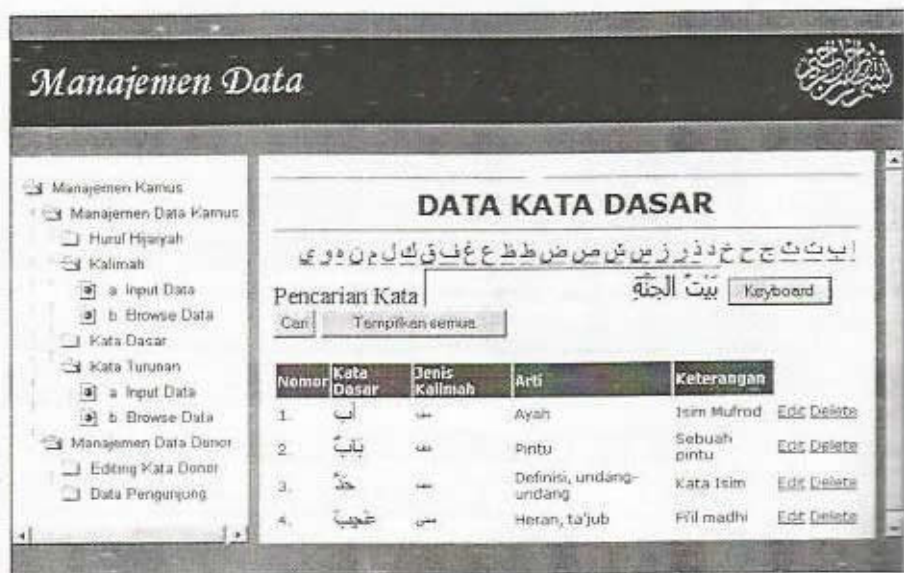 Manajemen Data
Manajemen Kamus
Manajemen Data Kamus
Huruf Hijaiyah
Kalimah
a. Input Data
b. Browse Data
Kata Dasar
Kata Turunan
a. Input Data
b. Browse Data
Manajemen Data Donor
Editing Kata Donor
Data Pengunjung
DATA KATA DASAR
ا ب ت ث ج ح خ د ذ ر ز س ش ص ض ط ظ ع غ ف ق ك ل م ن ه و ي
Pencarian Kata بَيْتُ الْجَنَّةِ Keyboard
Cari Tampilkan semua
Nomor Kata Dasar Jenis Kalimah Arti Keterangan
1. أب Ayah Isim Mufrod Edit Delete
2. باب Pintu Sebuah pintu Edit Delete
3. حد Definisi, undang-undang Kata Isim Edit Delete
4. عجب Heran, ta'jub Fi'il madhi Edit Delete